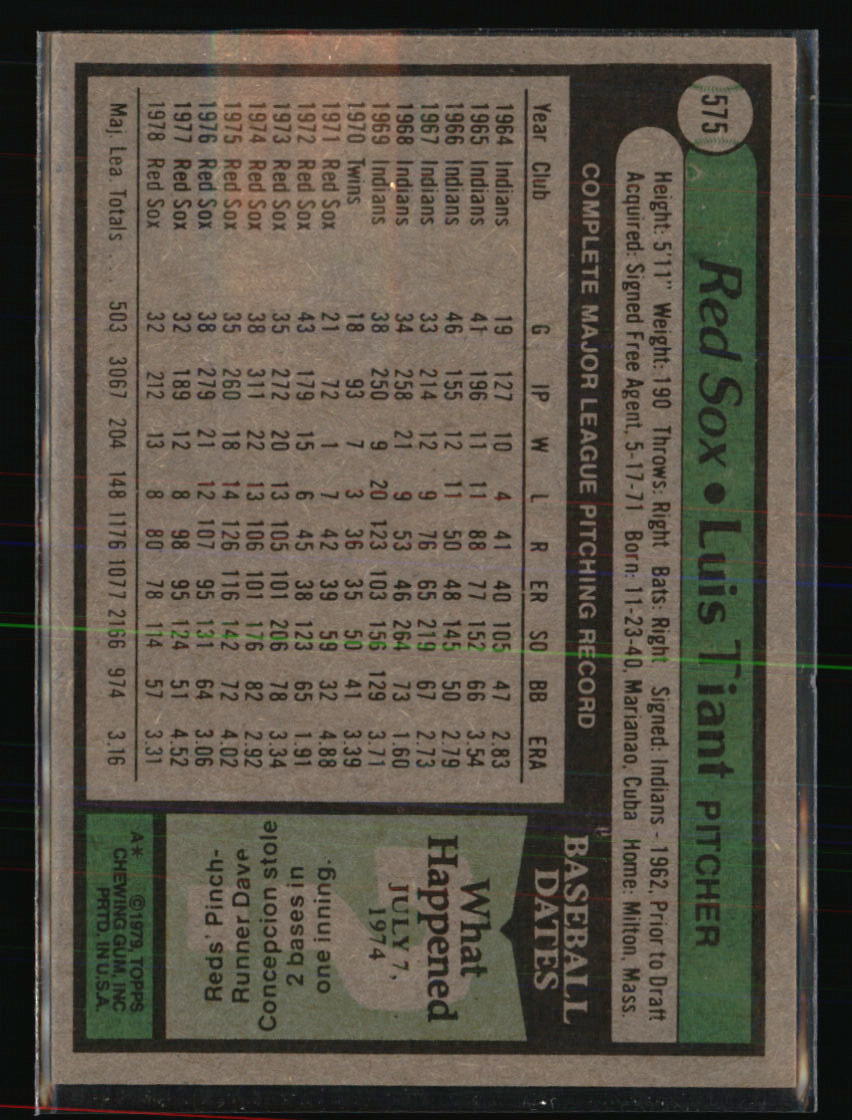 575
Red Sox • Luis Tiant PITCHER
Height: 5'11" Weight: 190 Throws: Right Bats: Right Signed: Indians - 1962, Prior to Draft
Acquired: Signed Free Agent, 5-17-71 Born: 11-23-40, Marianao, Cuba Home: Milton, Mass.
COMPLETE MAJOR LEAGUE PITCHING RECORD
Year Club G IP W L R ER SO BB ERA
1964 Indians 19 127 10 4 41 40 105 47 2.83
1965 Indians 41 196 11 11 88 77 152 66 3.54
1966 Indians 46 155 12 11 50 48 145 50 2.79
1967 Indians 33 214 12 9 76 65 219 67 2.73
1968 Indians 34 258 21 9 53 46 264 73 1.60
1969 Indians 38 250 9 20 123 103 156 129 3.71
1970 Twins 18 93 7 3 36 35 50 41 3.39
1971 Red Sox 21 72 1 7 42 39 59 32 4.88
1972 Red Sox 43 179 15 6 45 38 123 65 1.91
1973 Red Sox 35 272 20 13 105 101 206 78 3.34
1974 Red Sox 38 311 22 13 106 101 176 82 2.92
1975 Red Sox 35 260 18 14 126 116 142 72 4.02
1976 Red Sox 38 279 21 12 107 95 131 64 3.06
1977 Red Sox 32 189 12 8 98 95 124 51 4.52
1978 Red Sox 32 212 13 8 80 78 114 57 3.31
Maj. Lea. Totals . . . 503 3067 204 148 1176 1077 2166 974 3.16
BASEBALL
DATES
What
Happened
JULY 7,
1974
Reds' Pinch-
Runner Dave
Concepcion stole
2 bases in
one inning.
A* ©1979, TOPPS
CHEWING GUM, INC
PRTD. IN U.S.A.